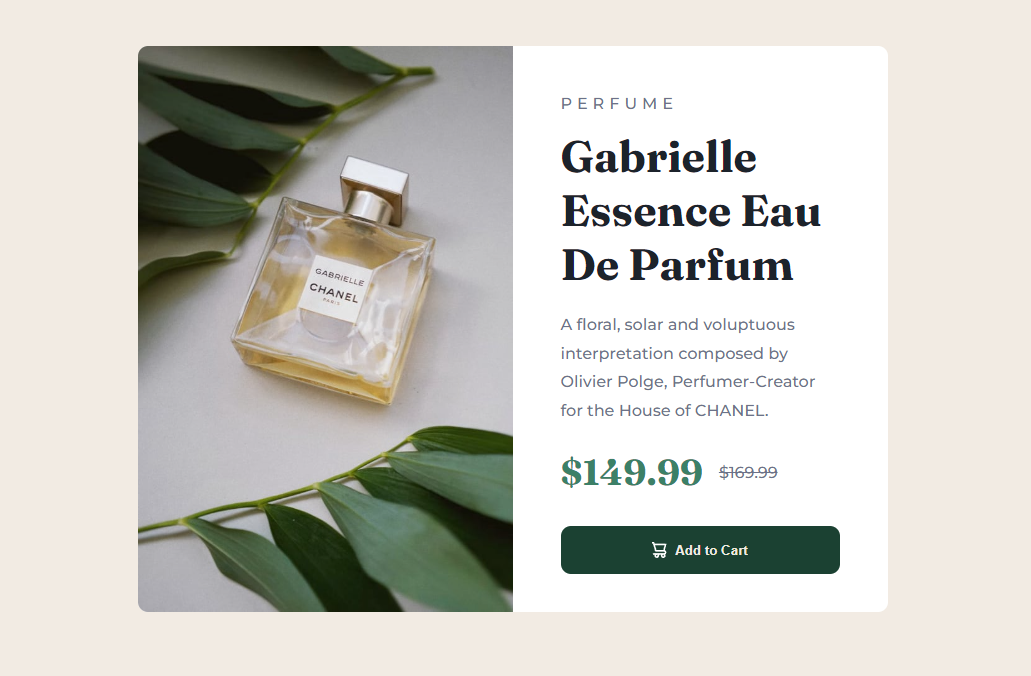 GABRIELLE
CHANEL
PARIS
PERFUME
Gabrielle
Essence Eau
De Parfum
A floral, solar and voluptuous
interpretation composed by
Olivier Polge, Perfumer-Creator
for the House of CHANEL.
$149.99 $169.99
Add to Cart